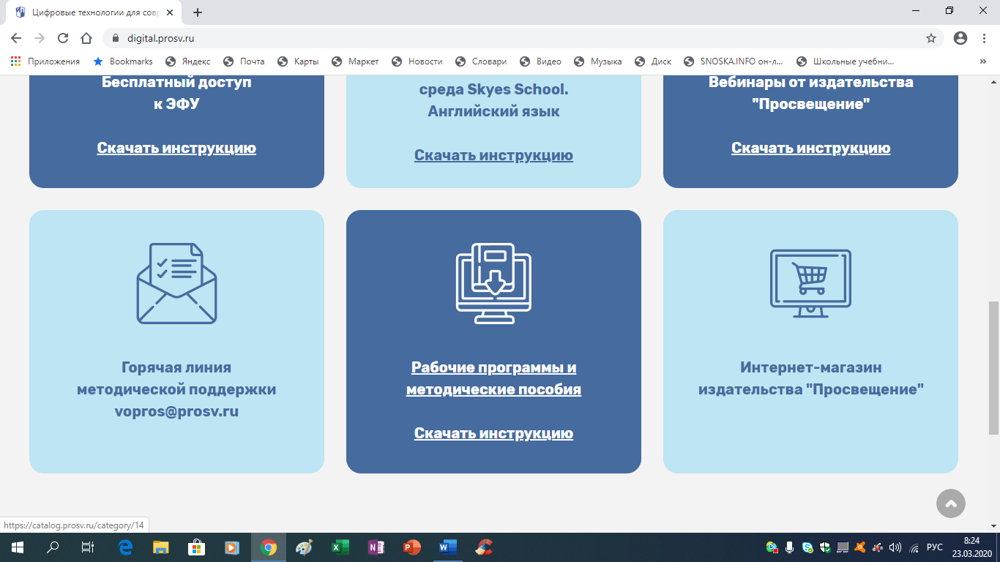 Цифровые технологии для совр
digital.prosv.ru
Приложения Bookmarks Яндекс Почта Карты Маркет Новости Словари Видео Музыка Диск SNOSKA.INFO он-л... Школьные учебни... »
Бесплатный доступ
к ЭФУ
Скачать инструкцию
среда Skyes School.
Английский язык
Скачать инструкцию
Вебинары от издательства
"Просвещение"
Скачать инструкцию
Горячая линия
методической поддержки
vopros@prosv.ru
Рабочие программы и
методические пособия
Скачать инструкцию
Интернет-магазин
издательства "Просвещение"
https://catalog.prosv.ru/category/14
РУС
8:24
23.03.2020